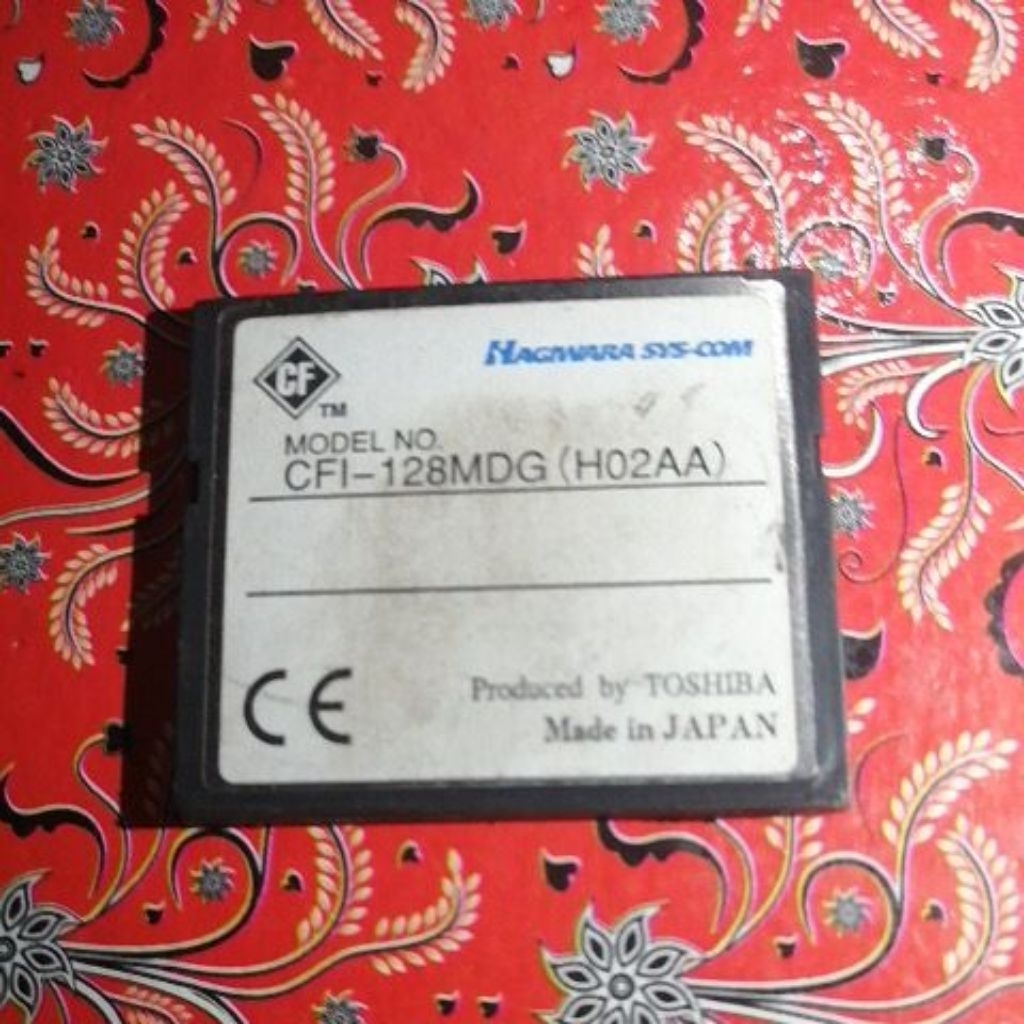 HAGIWARA SYS-COM
CF
TM
MODEL NO.
CFI-128MDG (H02AA)
CE
Produced by TOSHIBA
Made in JAPAN